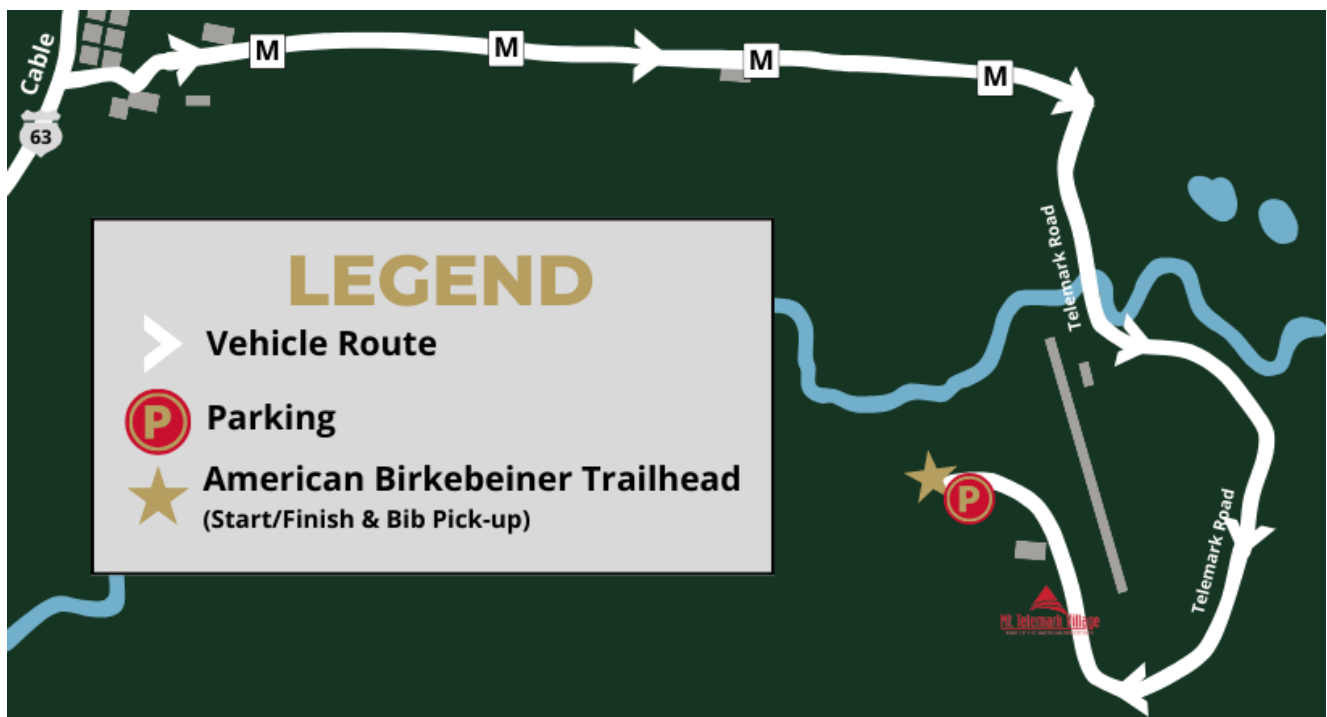 Cable
63
M
M
M
M
Telemark Road
LEGEND
Vehicle Route
P
Parking
American Birkebeiner Trailhead
(Start/Finish & Bib Pick-up)
P
Telemark Road
Mt. Telemark Village